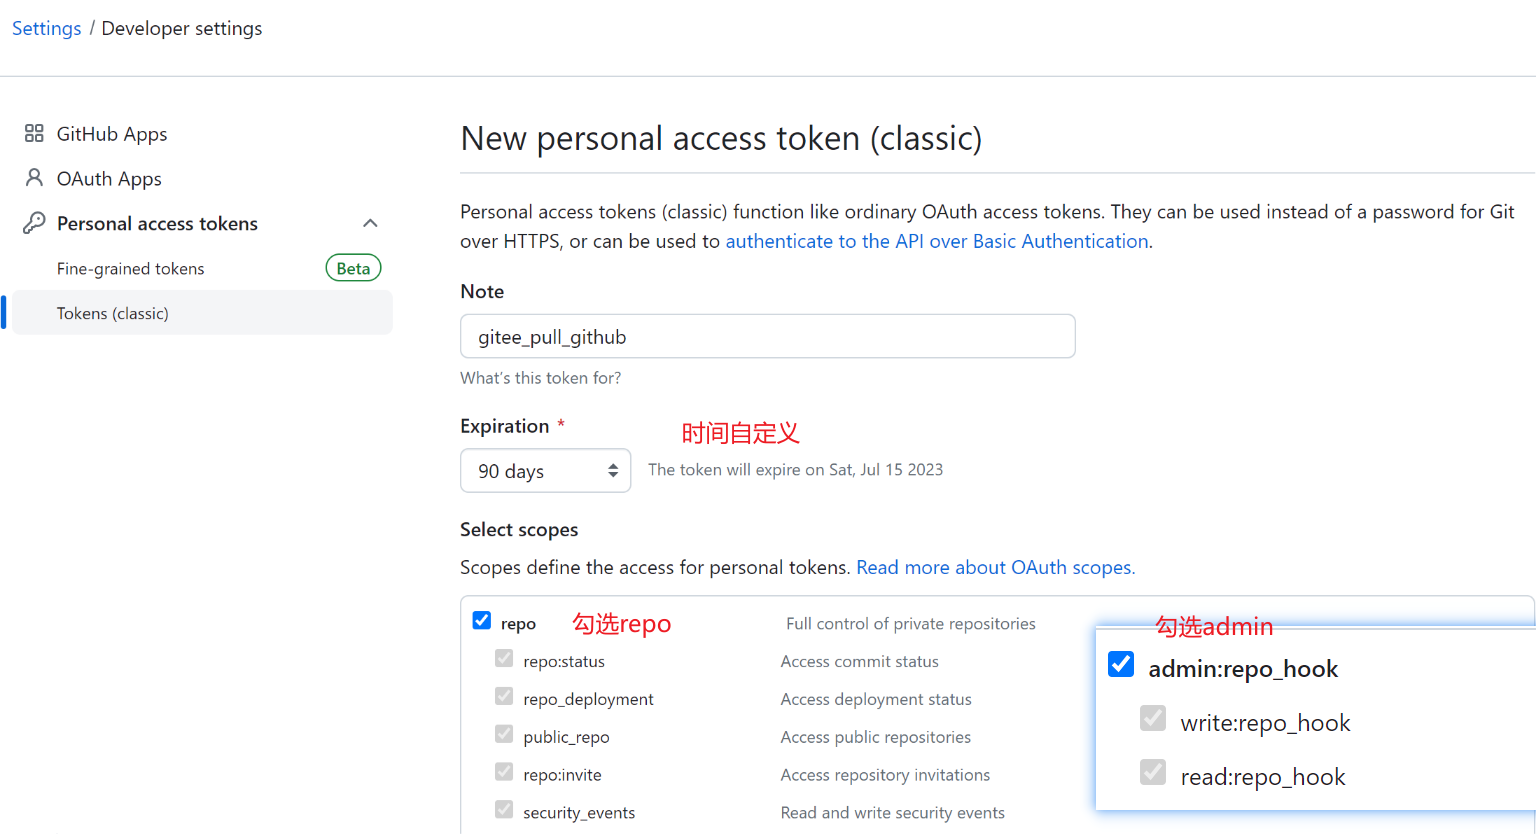 Settings / Developer settings
GitHub Apps
OAuth Apps
Personal access tokens
Fine-grained tokens Beta
Tokens (classic)
New personal access token (classic)
Personal access tokens (classic) function like ordinary OAuth access tokens. They can be used instead of a password for Git
over HTTPS, or can be used to authenticate to the API over Basic Authentication.
Note
gitee_pull_github
What's this token for?
Expiration *
时间自定义
90 days
The token will expire on Sat, Jul 15 2023
Select scopes
Scopes define the access for personal tokens. Read more about OAuth scopes.
repo 勾选repo Full control of private repositories
repo:status Access commit status
repo_deployment Access deployment status
public_repo Access public repositories
repo:invite Access repository invitations
security_events Read and write security events
勾选admin
admin:repo_hook
write:repo_hook
read:repo_hook